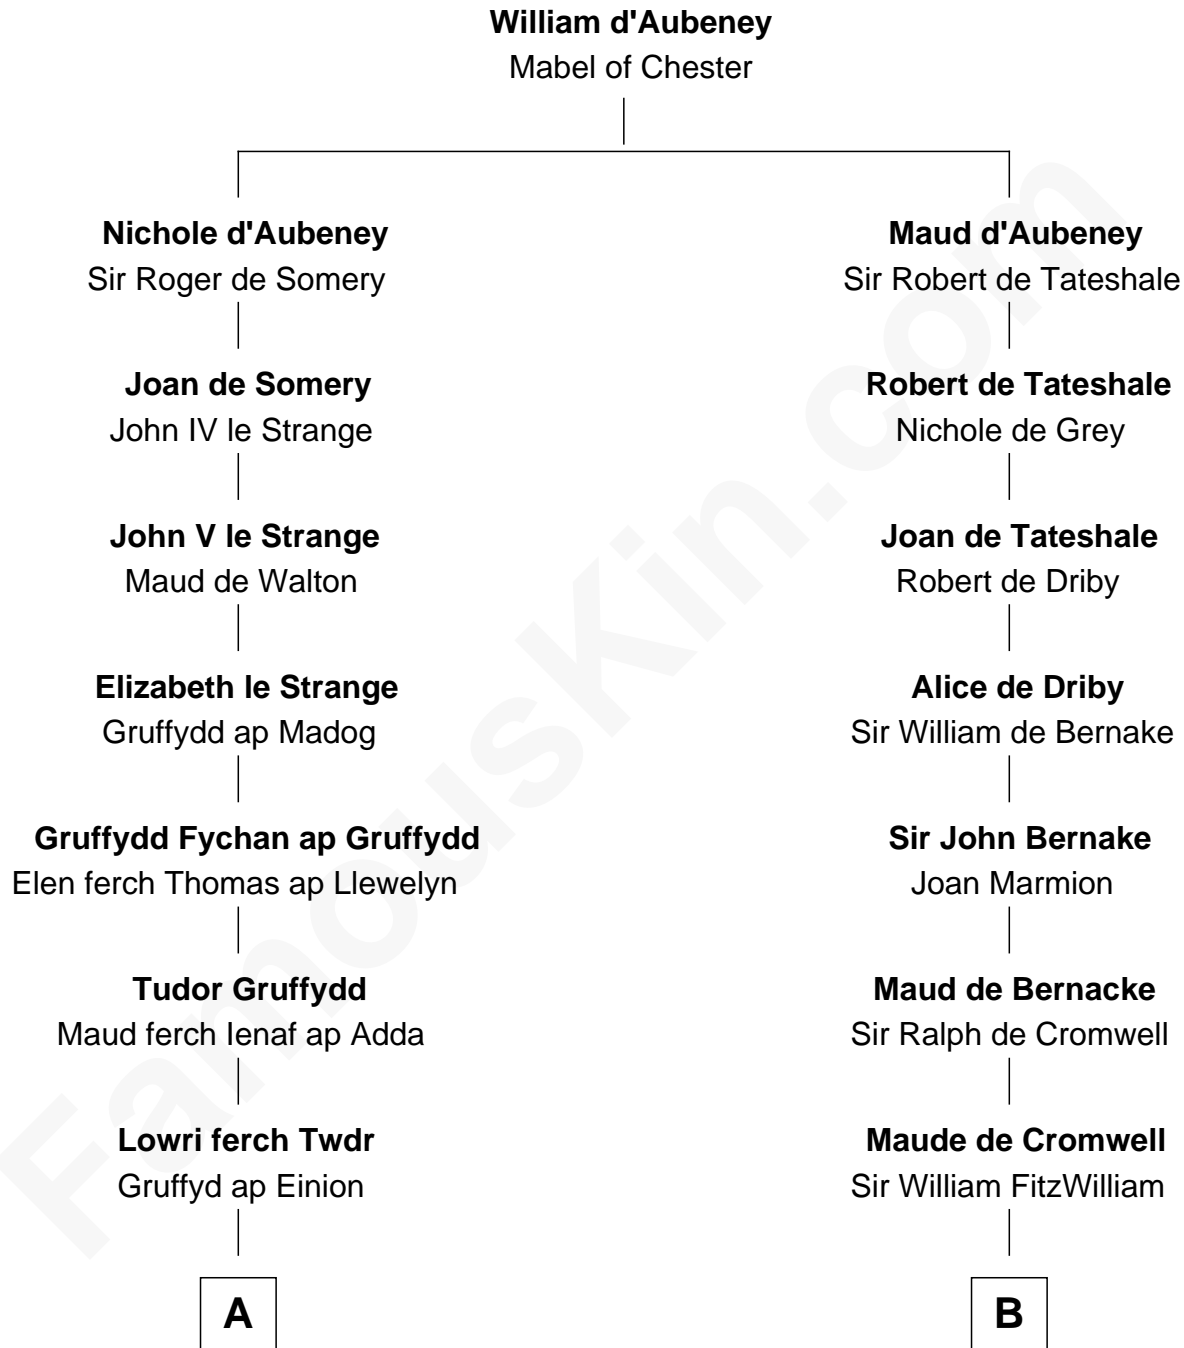 William d'Aubeney
Mabel of Chester
Nichole d'Aubeney
Sir Roger de Somery
Joan de Somery
John IV le Strange
John V le Strange
Maud de Walton
Elizabeth le Strange
Gruffydd ap Madog
Gruffydd Fychan ap Gruffydd
Elen ferch Thomas ap Llewelyn
Tudor Gruffydd
Maud ferch Ienaf ap Adda
Lowri ferch Twdr
Gruffyd ap Einion
A
Maud d'Aubeney
Sir Robert de Tateshale
Robert de Tateshale
Nichole de Grey
Joan de Tateshale
Robert de Driby
Alice de Driby
Sir William de Bernake
Sir John Bernake
Joan Marmion
Maud de Bernacke
Sir Ralph de Cromwell
Maude de Cromwell
Sir William FitzWilliam
B
FamousKin.com